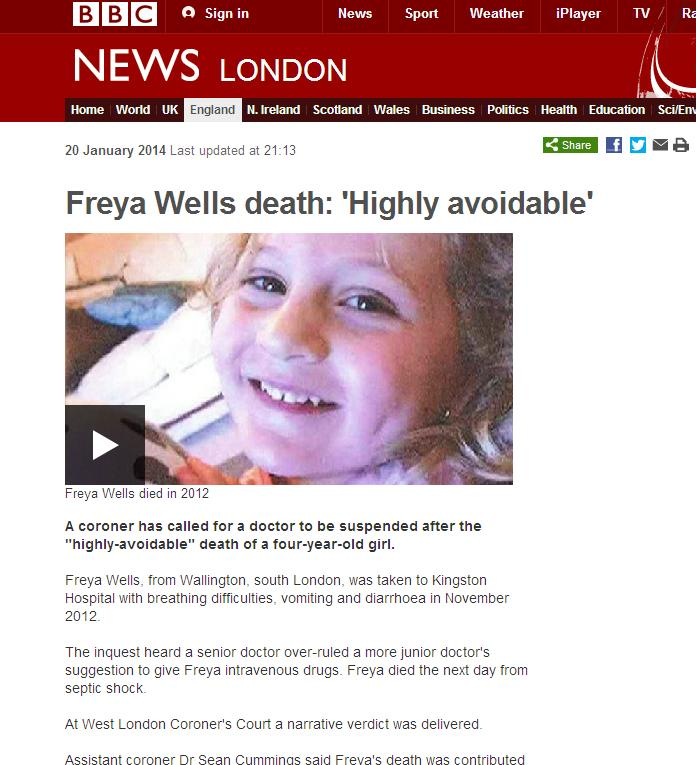 BBC Sign in News Sport Weather iPlayer TV Ra
NEWS LONDON
Home World UK England N. Ireland Scotland Wales Business Politics Health Education Sci/Env
20 January 2014 Last updated at 21:13
Share
Freya Wells death: 'Highly avoidable'
Freya Wells died in 2012
A coroner has called for a doctor to be suspended after the
"highly-avoidable" death of a four-year-old girl.
Freya Wells, from Wallington, south London, was taken to Kingston
Hospital with breathing difficulties, vomiting and diarrhoea in November
2012.
The inquest heard a senior doctor over-ruled a more junior doctor's
suggestion to give Freya intravenous drugs. Freya died the next day from
septic shock.
At West London Coroner's Court a narrative verdict was delivered.
Assistant coroner Dr Sean Cummings said Freya's death was contributed